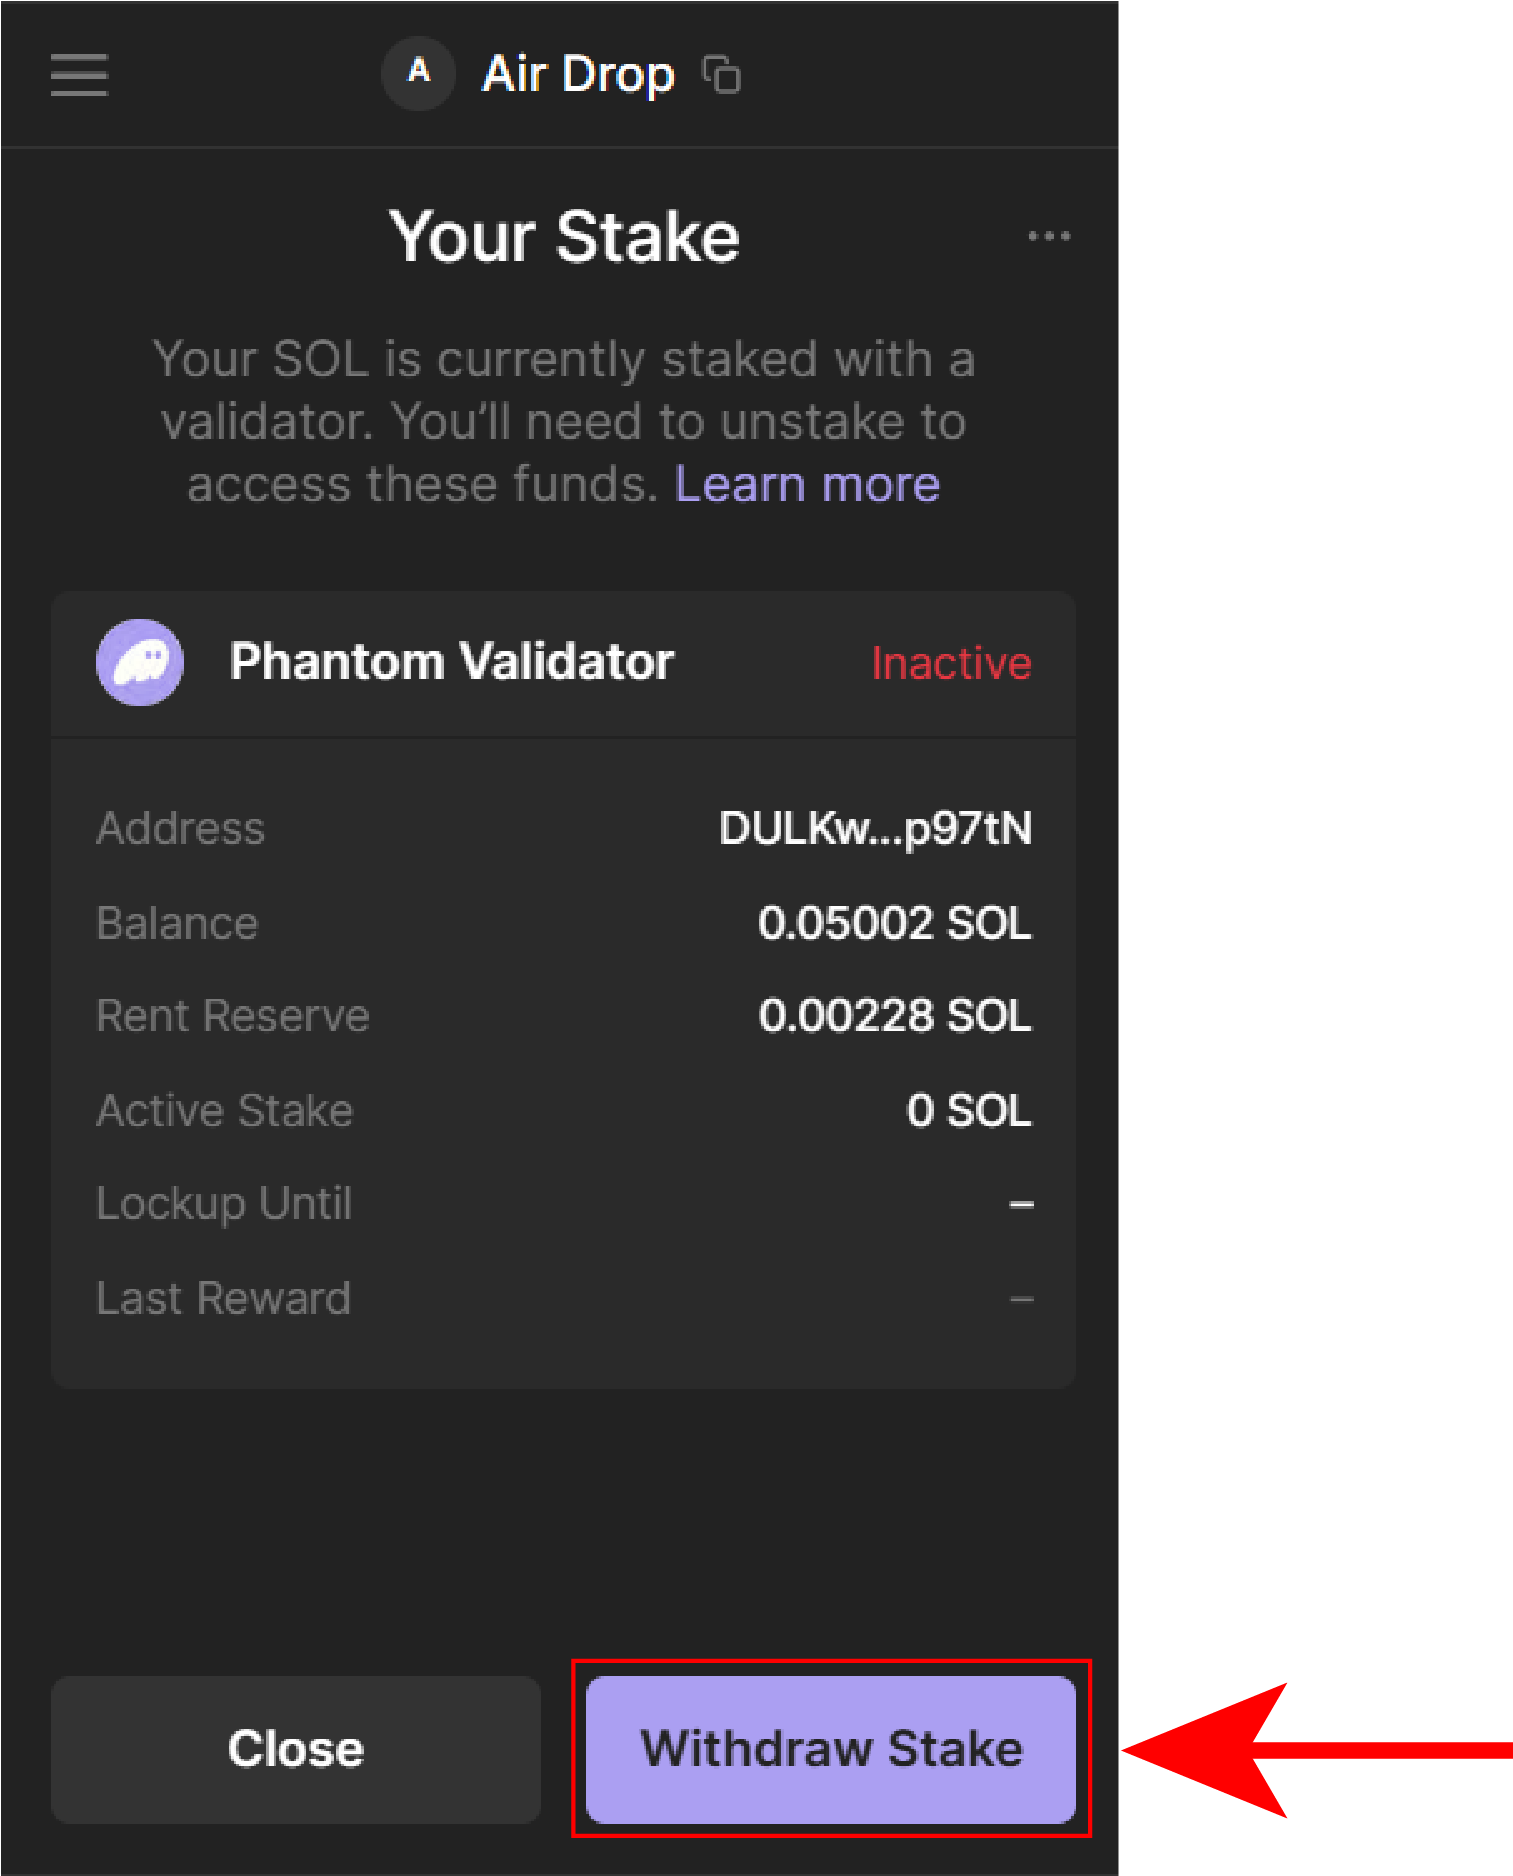 A Air Drop
Your Stake
Your SOL is currently staked with a
validator. You’ll need to unstake to
access these funds. Learn more
Phantom Validator Inactive
Address DULKw...p97tN
Balance 0.05002 SOL
Rent Reserve 0.00228 SOL
Active Stake 0 SOL
Lockup Until –
Last Reward –
Close Withdraw Stake